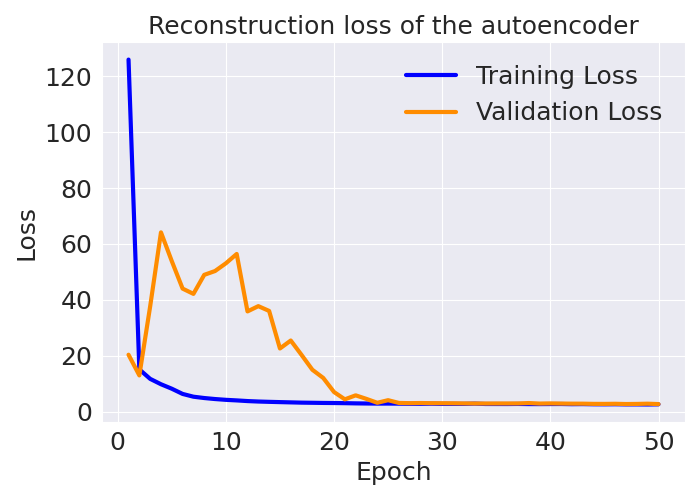 Reconstruction loss of the autoencoder
Training Loss
Validation Loss
120
100
80
60
40
20
0
Loss
0 10 20 30 40 50
Epoch